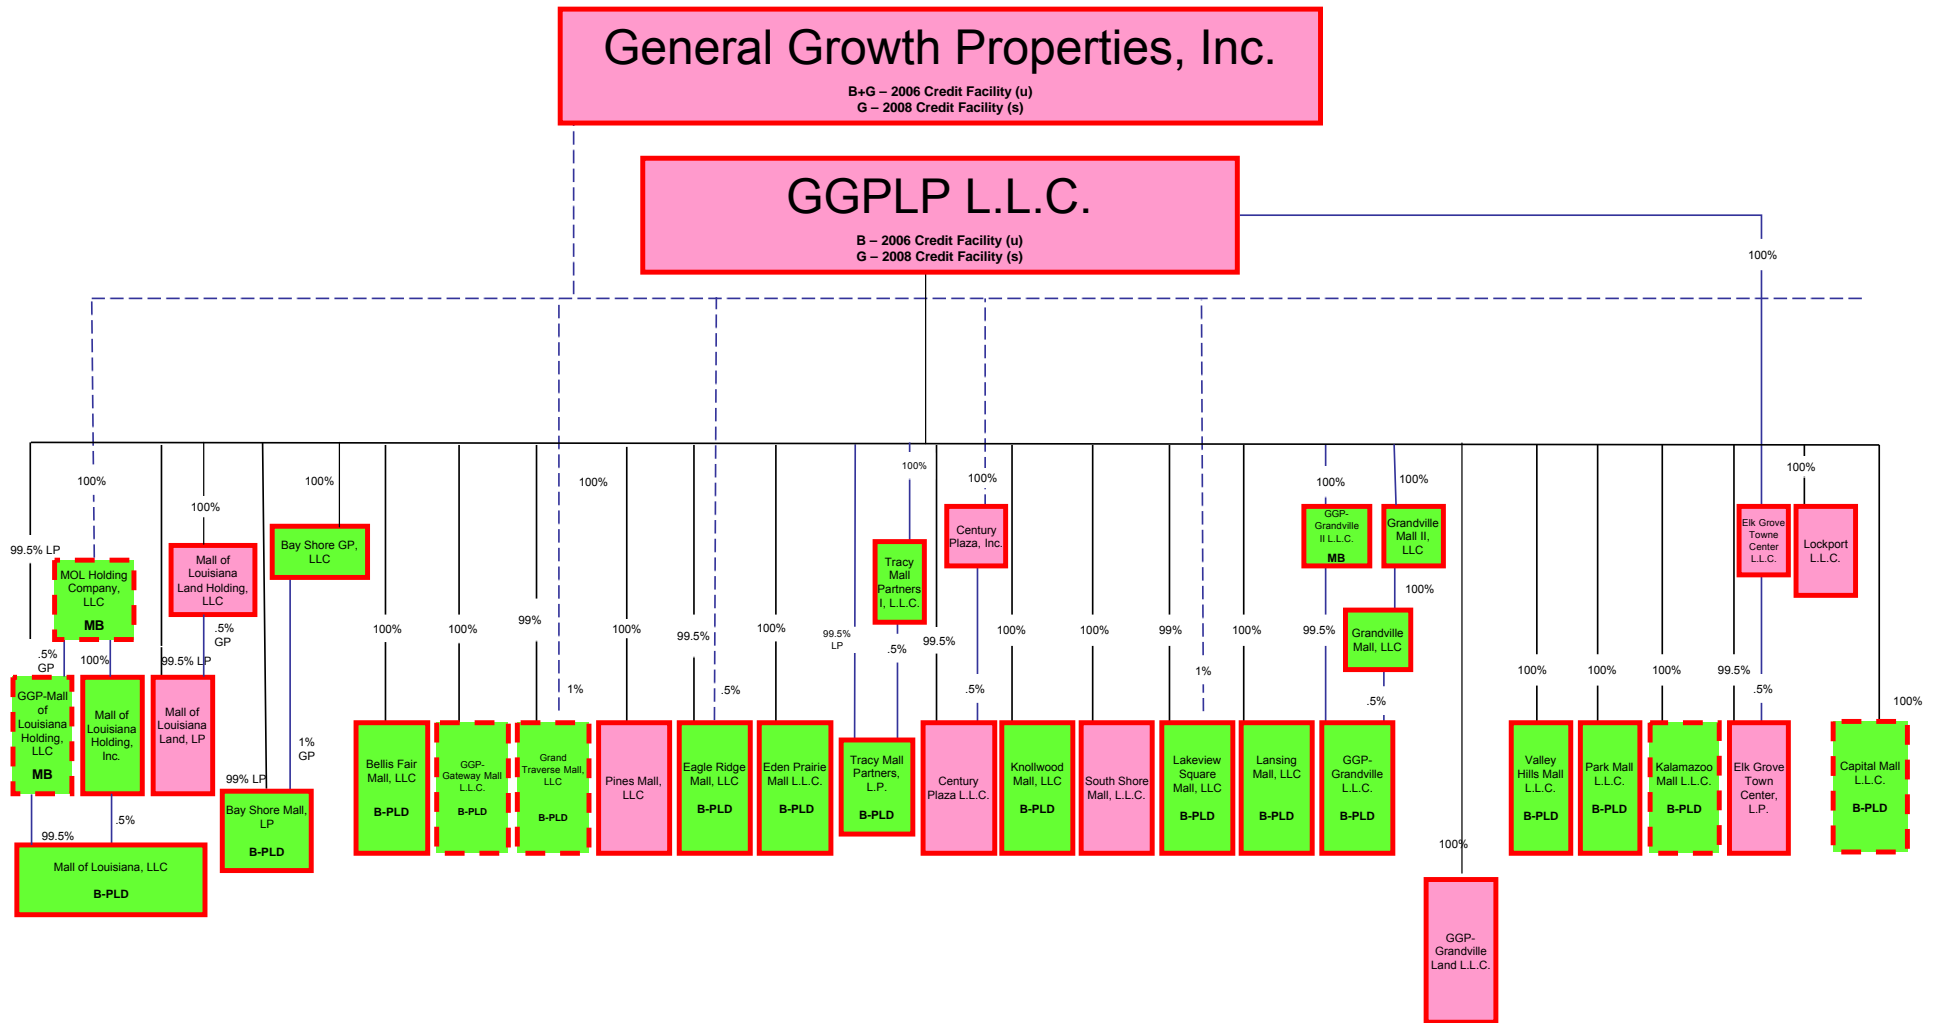 General Growth Properties, Inc.
B+G – 2006 Credit Facility (u)
G – 2008 Credit Facility (s)
GGPLP L.L.C.
B – 2006 Credit Facility (u)
G – 2008 Credit Facility (s)
100%
99.5% LP
100%
MOL Holding
Company,
LLC
MB
.5%
GP
100%
GGP-Mall
of
Louisiana
Holding,
LLC
MB
Mall of
Louisiana
Holding,
Inc.
99.5%
.5%
Mall of Louisiana, LLC
B-PLD
100%
Mall of
Louisiana
Land Holding,
LLC
.5%
GP
99.5% LP
Mall of
Louisiana
Land, LP
100%
Bay Shore GP,
LLC
1%
GP
99% LP
Bay Shore Mall,
LP
B-PLD
100%
Bellis Fair
Mall, LLC
B-PLD
100%
GGP-
Gateway Mall
L.L.C.
B-PLD
99%
1%
Grand
Traverse Mall,
LLC
B-PLD
100%
100%
Pines Mall,
LLC
99.5%
.5%
Eagle Ridge
Mall, LLC
B-PLD
100%
Eden Prairie
Mall L.L.C.
B-PLD
99.5%
LP
100%
Tracy
Mall
Partners
I, L.L.C.
.5%
Tracy Mall
Partners,
L.P.
B-PLD
99.5%
100%
Century
Plaza, Inc.
.5%
Century
Plaza L.L.C.
100%
Knollwood
Mall, LLC
B-PLD
100%
South Shore
Mall, L.L.C.
99%
1%
Lakeview
Square
Mall, LLC
B-PLD
100%
Lansing
Mall, LLC
B-PLD
100%
GGP-
Grandville
II L.L.C.
MB
99.5%
100%
Grandville
Mall II,
LLC
100%
Grandville
Mall, LLC
.5%
GGP-
Grandville
L.L.C.
B-PLD
100%
GGP-
Grandville
Land L.L.C.
100%
Valley
Hills Mall
L.L.C.
B-PLD
100%
Park Mall
L.L.C.
B-PLD
100%
Kalamazoo
Mall L.L.C.
B-PLD
99.5%
Elk Grove
Towne
Center
L.L.C.
.5%
Elk Grove
Town
Center,
L.P.
100%
Lockport
L.L.C.
100%
Capital Mall
L.L.C.
B-PLD